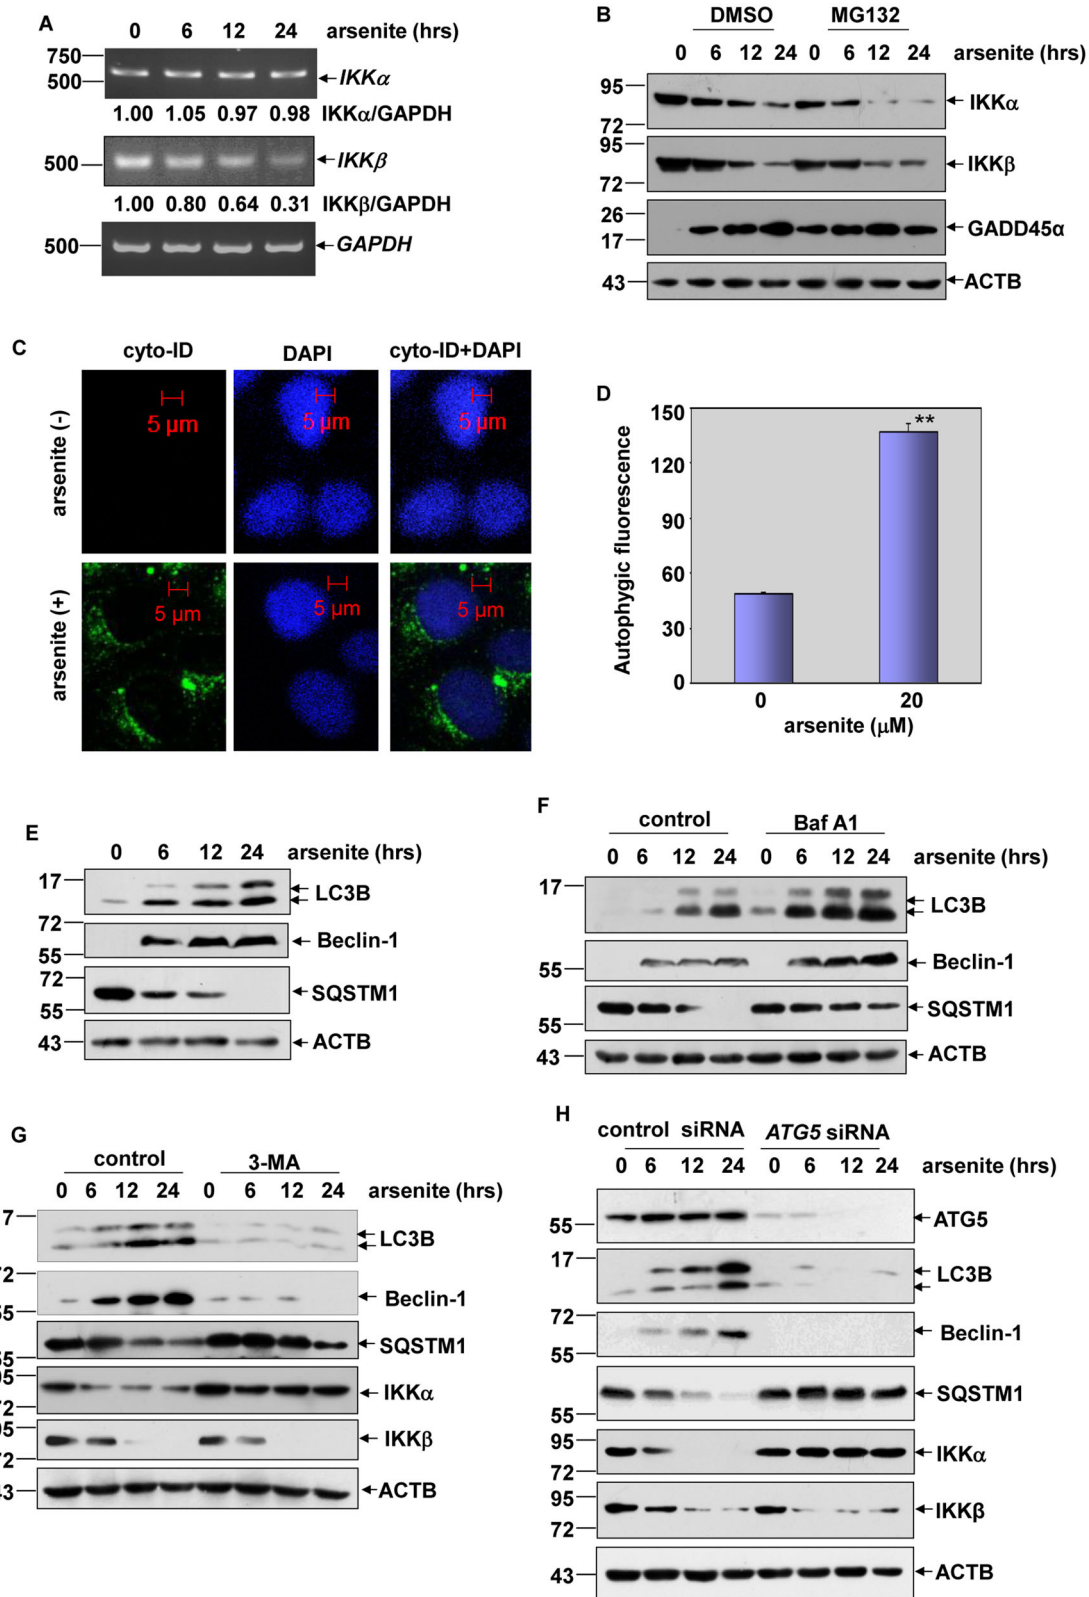 A
0 6 12 24 arsenite (hrs)
750
500
IKKα
1.00 1.05 0.97 0.98 IKKα/GAPDH
500
IKKβ
1.00 0.80 0.64 0.31 IKKβ/GAPDH
500
GAPDH
B
DMSO MG132
0 6 12 24 0 6 12 24 arsenite (hrs)
95
72
IKKα
95
72
IKKβ
26
17
GADD45α
43
ACTB
C
cyto-ID DAPI cyto-ID+DAPI
arsenite (-)
5 μm 5 μm 5 μm
arsenite (+)
5 μm 5 μm 5 μm
D
Autophygic fluorescence
150
120
90
60
30
0
**
0 20
arsenite (μM)
E
0 6 12 24 arsenite (hrs)
17
LC3B
72
55
Beclin-1
72
55
SQSTM1
43
ACTB
F
control Baf A1
0 6 12 24 0 6 12 24 arsenite (hrs)
17
LC3B
55
Beclin-1
55
SQSTM1
43
ACTB
G
control 3-MA
0 6 12 24 0 6 12 24 arsenite (hrs)
7
LC3B
72
55
Beclin-1
55
SQSTM1
95
72
IKKα
95
72
IKKβ
43
ACTB
H
control siRNA ATG5 siRNA
0 6 12 24 0 6 12 24 arsenite (hrs)
55
ATG5
17
LC3B
72
55
Beclin-1
55
SQSTM1
95
72
IKKα
95
72
IKKβ
43
ACTB